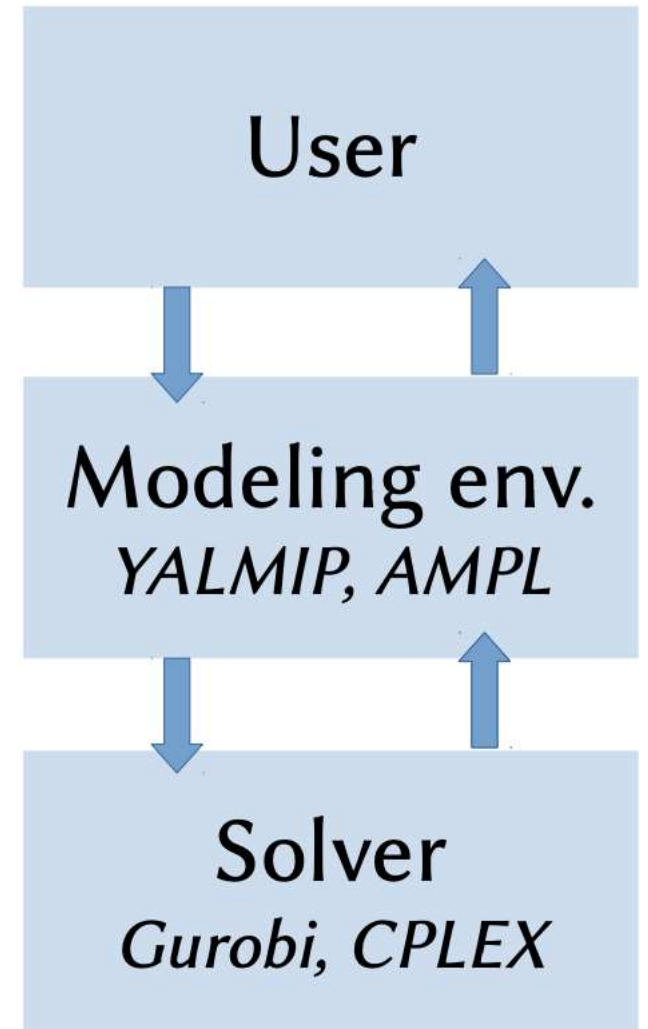 User
Modeling env.
YALMIP, AMPL
Solver
Gurobi, CPLEX